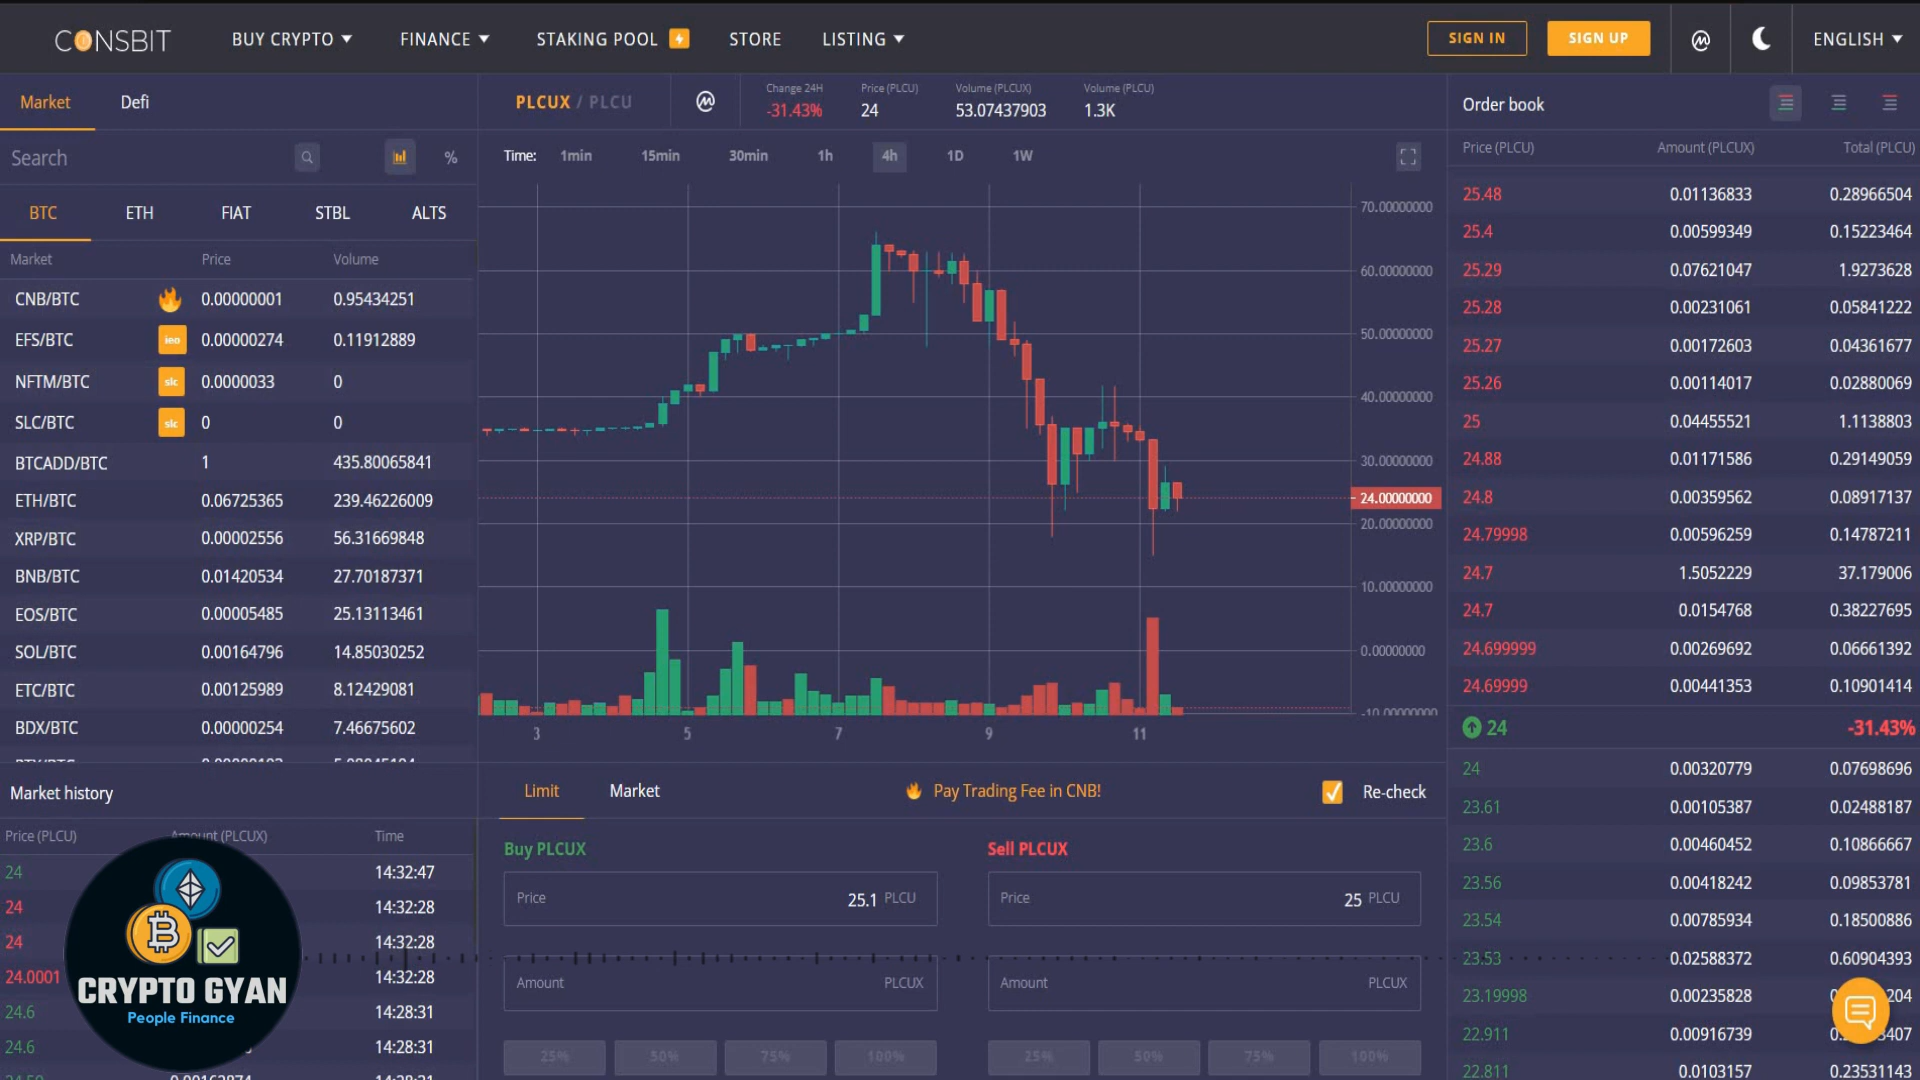 CONSBIT
BUY CRYPTO
FINANCE
STAKING POOL
STORE
LISTING
SIGN IN
SIGN UP
ENGLISH
Market
Defi
Search
%
BTC ETH FIAT STBL ALTS
Market Price Volume
CNB/BTC 0.00000001 0.95434251
EFS/BTC ieo 0.00000274 0.11912889
NFTM/BTC slc 0.0000033 0
SLC/BTC slc 0 0
BTCADD/BTC 1 435.80065841
ETH/BTC 0.06725365 239.46226009
XRP/BTC 0.00002556 56.31669848
BNB/BTC 0.01420534 27.70187371
EOS/BTC 0.00005485 25.13113461
SOL/BTC 0.00164796 14.85030252
ETC/BTC 0.00125989 8.12429081
BDX/BTC 0.00000254 7.46675602
Market history
Price (PLCU) Amount (PLCUX) Time
24 14:32:47
24 14:32:28
24 14:32:28
24.0001 14:32:28
24.6 14:28:31
24.6 14:28:31
CRYPTO GYAN
People Finance
PLCUX / PLCU
Change 24H
-31.43%
Price (PLCU)
24
Volume (PLCUX)
53.07437903
Volume (PLCU)
1.3K
Time: 1min 15min 30min 1h 4h 1D 1W
70.00000000
60.00000000
50.00000000
40.00000000
30.00000000
24.00000000
20.00000000
10.00000000
0.00000000
-10.00000000
3 5 7 9 11
Limit
Market
Pay Trading Fee in CNB!
Re-check
Buy PLCUX
Price 25.1 PLCU
Amount PLCUX
25% 50% 75% 100%
Sell PLCUX
Price 25 PLCU
Amount PLCUX
25% 50% 75% 100%
Order book
Price (PLCU) Amount (PLCUX) Total (PLCU)
25.48 0.01136833 0.28966504
25.4 0.00599349 0.15223464
25.29 0.07621047 1.9273628
25.28 0.00231061 0.05841222
25.27 0.00172603 0.04361677
25.26 0.00114017 0.02880069
25 0.04455521 1.1138803
24.88 0.01171586 0.29149059
24.8 0.00359562 0.08917137
24.79998 0.00596259 0.14787211
24.7 1.5052229 37.179006
24.7 0.0154768 0.38227695
24.699999 0.00269692 0.06661392
24.69999 0.00441353 0.10901414
24 -31.43%
24 0.00320779 0.07698696
23.61 0.00105387 0.02488187
23.6 0.00460452 0.10866667
23.56 0.00418242 0.09853781
23.54 0.00785934 0.18500886
23.53 0.02588372 0.60904393
23.19998 0.00235828
22.911 0.00916739
22.811 0.0103157 0.23531143